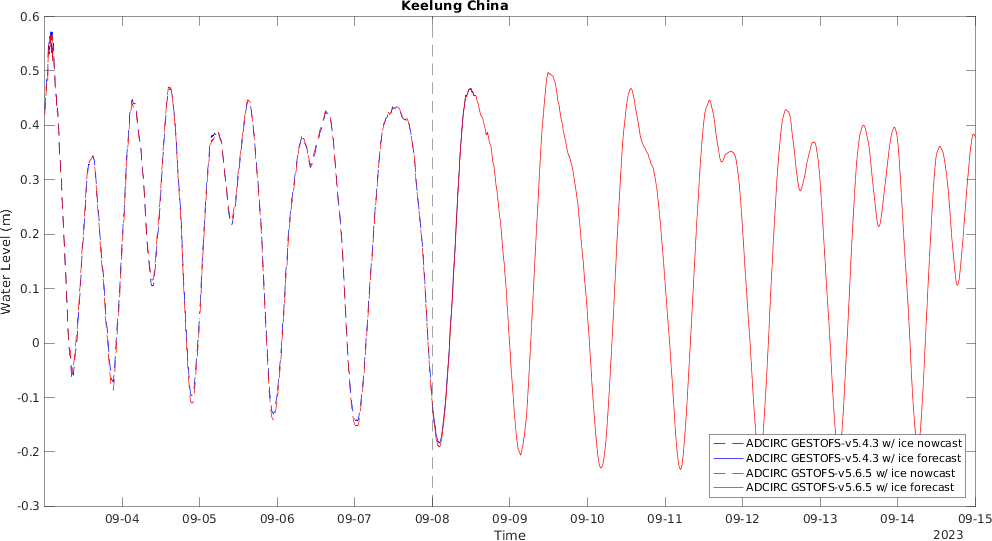 Keelung China
0.6
0.5
0.4
0.3
0.2
0.1
0
-0.1
-0.2
-0.3
Water Level (m)
ADCIRC GESTOFS-v5.4.3 w/ ice nowcast
ADCIRC GESTOFS-v5.4.3 w/ ice forecast
ADCIRC GSTOFS-v5.6.5 w/ ice nowcast
ADCIRC GSTOFS-v5.6.5 w/ ice forecast
09-04 09-05 09-06 09-07 09-08 09-09 09-10 09-11 09-12 09-13 09-14 09-15
Time
2023